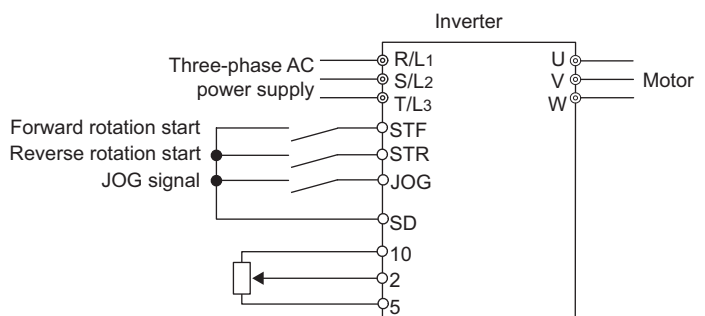 Inverter
Three-phase AC
power supply
R/L1
S/L2
T/L3
U
V
W
Motor
Forward rotation start
STF
Reverse rotation start
STR
JOG signal
JOG
SD
10
2
5